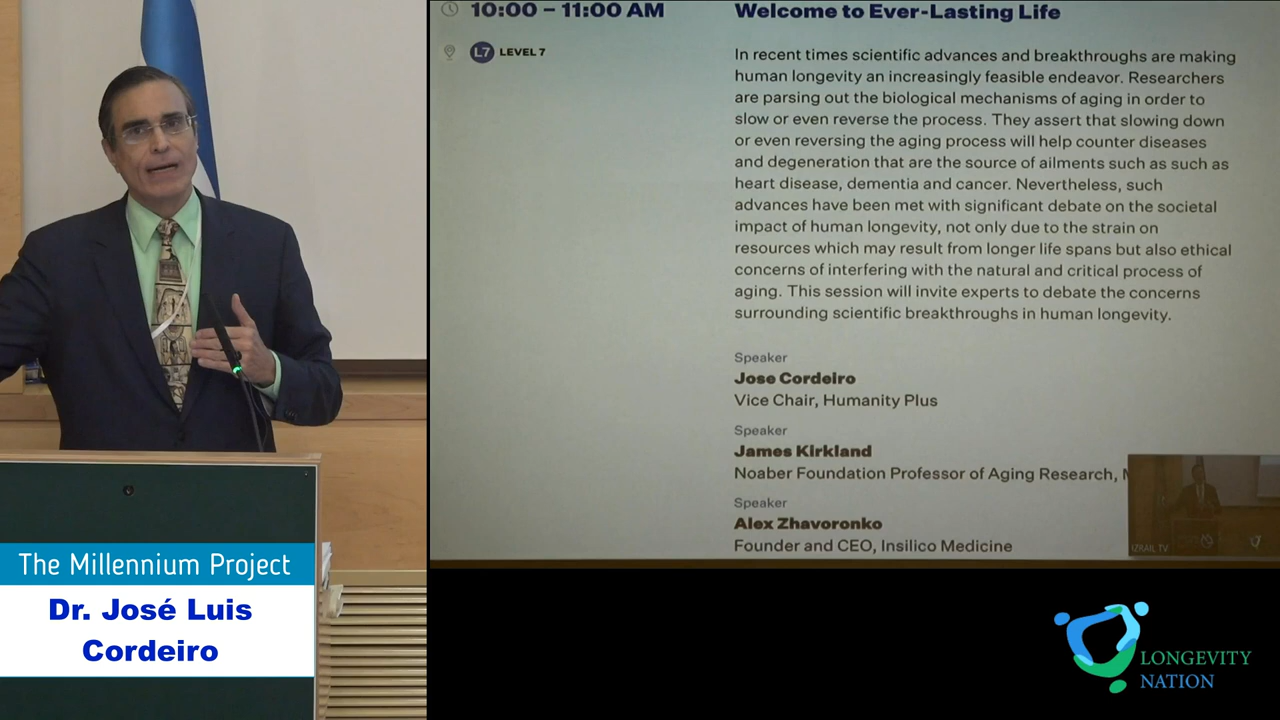 10:00 – 11:00 AM
L7 LEVEL 7
Welcome to Ever-Lasting Life
In recent times scientific advances and breakthroughs are making
human longevity an increasingly feasible endeavor. Researchers
are parsing out the biological mechanisms of aging in order to
slow or even reverse the process. They assert that slowing down
or even reversing the aging process will help counter diseases
and degeneration that are the source of ailments such as such as
heart disease, dementia and cancer. Nevertheless, such
advances have been met with significant debate on the societal
impact of human longevity, not only due to the strain on
resources which may result from longer life spans but also ethical
concerns of interfering with the natural and critical process of
aging. This session will invite experts to debate the concerns
surrounding scientific breakthroughs in human longevity.
Speaker
Jose Cordeiro
Vice Chair, Humanity Plus
Speaker
James Kirkland
Noaber Foundation Professor of Aging Research, M
Speaker
Alex Zhavoronko
Founder and CEO, Insilico Medicine
IZRAIL TV
The Millennium Project
Dr. José Luis
Cordeiro
LONGEVITY
NATION